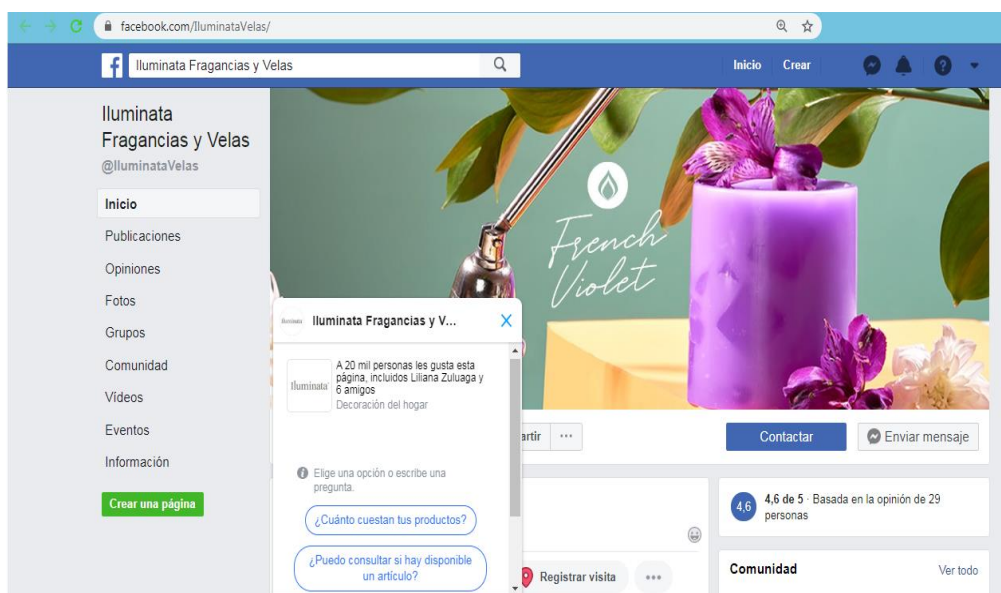 facebook.com/IluminataVelas/
Iluminata Fragancias y Velas
Inicio
Crear
Iluminata
Fragancias y Velas
@IluminataVelas
Inicio
Publicaciones
Opiniones
Fotos
Grupos
Comunidad
Vídeos
Eventos
Información
Crear una página
French
Violet
Iluminata Fragancias y V...
Iluminata
A 20 mil personas les gusta esta
página, incluidos Liliana Zuluaga y
6 amigos
Decoración del hogar
Elige una opción o escribe una
pregunta.
¿Cuánto cuestan tus productos?
¿Puedo consultar si hay disponible
un artículo?
artir
...
Contactar
Enviar mensaje
4,6
4,6 de 5 · Basada en la opinión de 29
personas
Registrar visita
...
Comunidad
Ver todo